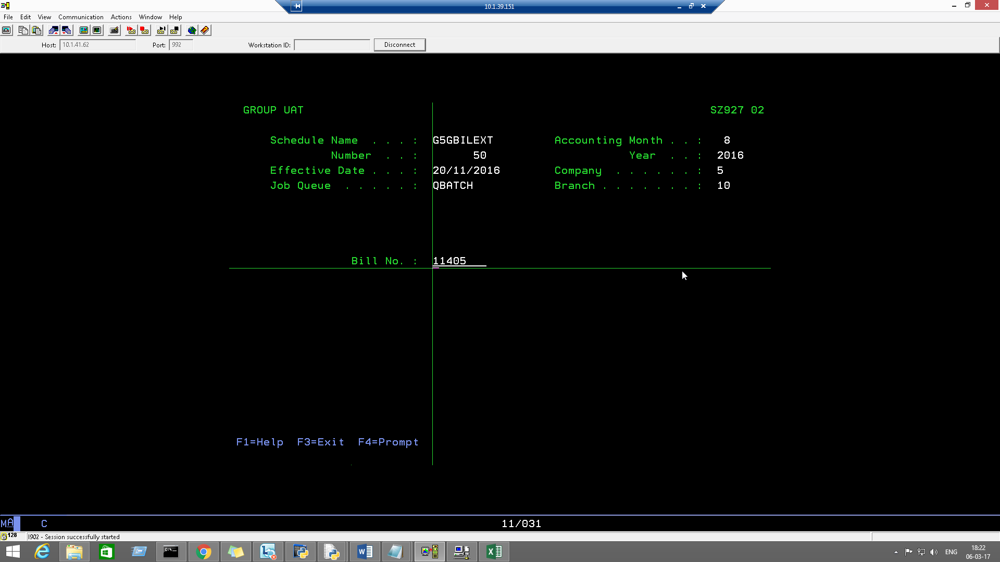 10.1.39.151
File Edit View Communication Actions Window Help
Host: 10.1.41.62 Port: 992 Workstation ID: Disconnect
GROUP UAT SZ927 02
Schedule Name . . . : G5GBILEXT Accounting Month . . : 8
Number . . : 50 Year . . : 2016
Effective Date . . . : 20/11/2016 Company . . . . . . : 5
Job Queue . . . . . : QBATCH Branch . . . . . . . : 10
Bill No. : 11405
F1=Help F3=Exit F4=Prompt
MA C 11/031
128 I902 - Session successfully started
C:\_ W X ENG 18:22
06-03-17